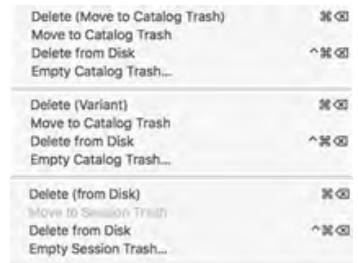 Delete (Move to Catalog Trash) ⌘⌫
Move to Catalog Trash
Delete from Disk ^⌘⌫
Empty Catalog Trash...
Delete (Variant) ⌘⌫
Move to Catalog Trash
Delete from Disk ^⌘⌫
Empty Catalog Trash...
Delete (from Disk) ⌘⌫
Move to Session Trash
Delete from Disk ^⌘⌫
Empty Session Trash...